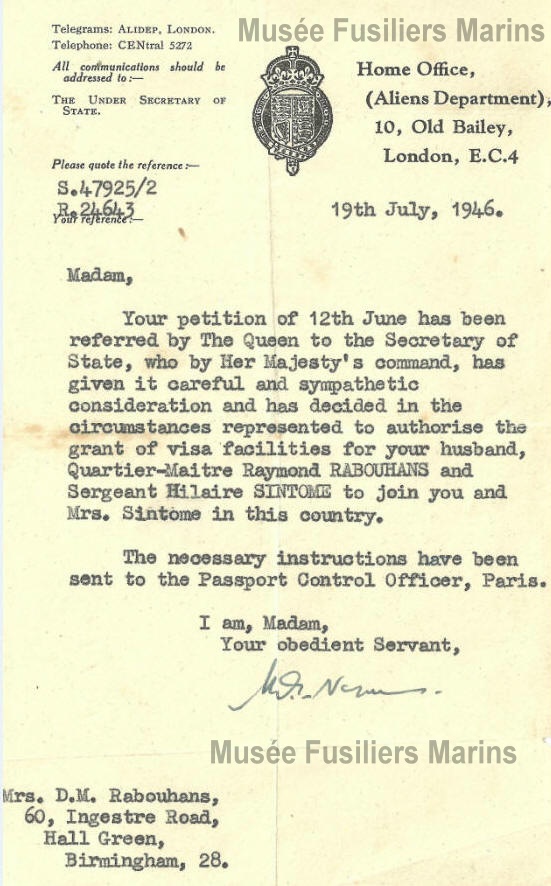 Musée Fusiliers Marins
Telegrams: ALIDEP, LONDON.
Telephone: CENtral 5272
All communications should be
addressed to:—
THE UNDER SECRETARY OF
STATE.
Home Office,
(Aliens Department),
10, Old Bailey,
London, E.C.4
Please quote the reference:—
S.47925/2
R.24643
Your reference:—
19th July, 1946.
Madam,
Your petition of 12th June has been
referred by The Queen to the Secretary of
State, who by Her Majesty's command, has
given it careful and sympathetic
consideration and has decided in the
circumstances represented to authorise the
grant of visa facilities for your husband,
Quartier-Maitre Raymond RABOUHANS and
Sergeant Hilaire SINTOME to join you and
Mrs. Sintome in this country.
The necessary instructions have been
sent to the Passport Control Officer, Paris.
I am, Madam,
Your obedient Servant,
Musée Fusiliers Marins
Mrs. D.M. Rabouhans,
60, Ingestre Road,
Hall Green,
Birmingham, 28.